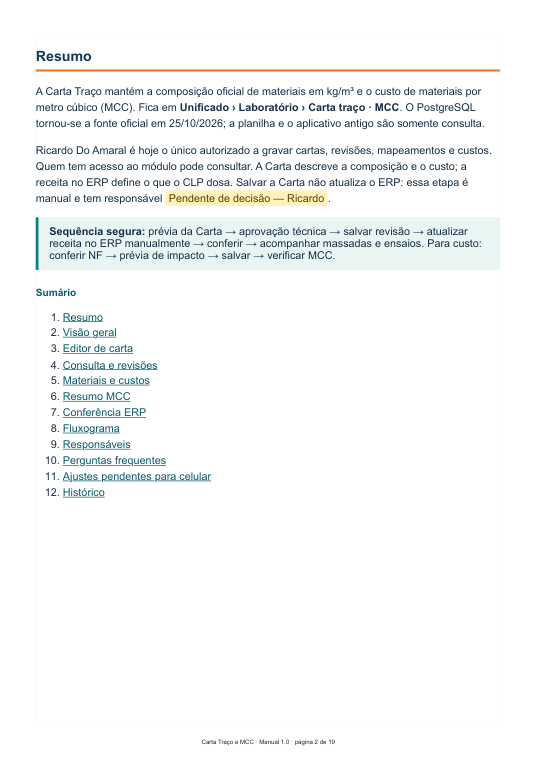 Resumo
A Carta Traço mantém a composição oficial de materiais em kg/m³ e o custo de materiais por
metro cúbico (MCC). Fica em Unificado › Laboratório › Carta traço · MCC. O PostgreSQL
tornou-se a fonte oficial em 25/10/2026; a planilha e o aplicativo antigo são somente consulta.
Ricardo Do Amaral é hoje o único autorizado a gravar cartas, revisões, mapeamentos e custos.
Quem tem acesso ao módulo pode consultar. A Carta descreve a composição e o custo; a
receita no ERP define o que o CLP dosa. Salvar a Carta não atualiza o ERP: essa etapa é
manual e tem responsável Pendente de decisão — Ricardo .
Sequência segura: prévia da Carta → aprovação técnica → salvar revisão → atualizar
receita no ERP manualmente → conferir → acompanhar massadas e ensaios. Para custo:
conferir NF → prévia de impacto → salvar → verificar MCC.
Sumário
1. Resumo
2. Visão geral
3. Editor de carta
4. Consulta e revisões
5. Materiais e custos
6. Resumo MCC
7. Conferência ERP
8. Fluxograma
9. Responsáveis
10. Perguntas frequentes
11. Ajustes pendentes para celular
12. Histórico
Carta Traço e MCC · Manual 1.0 · página 2 de 19